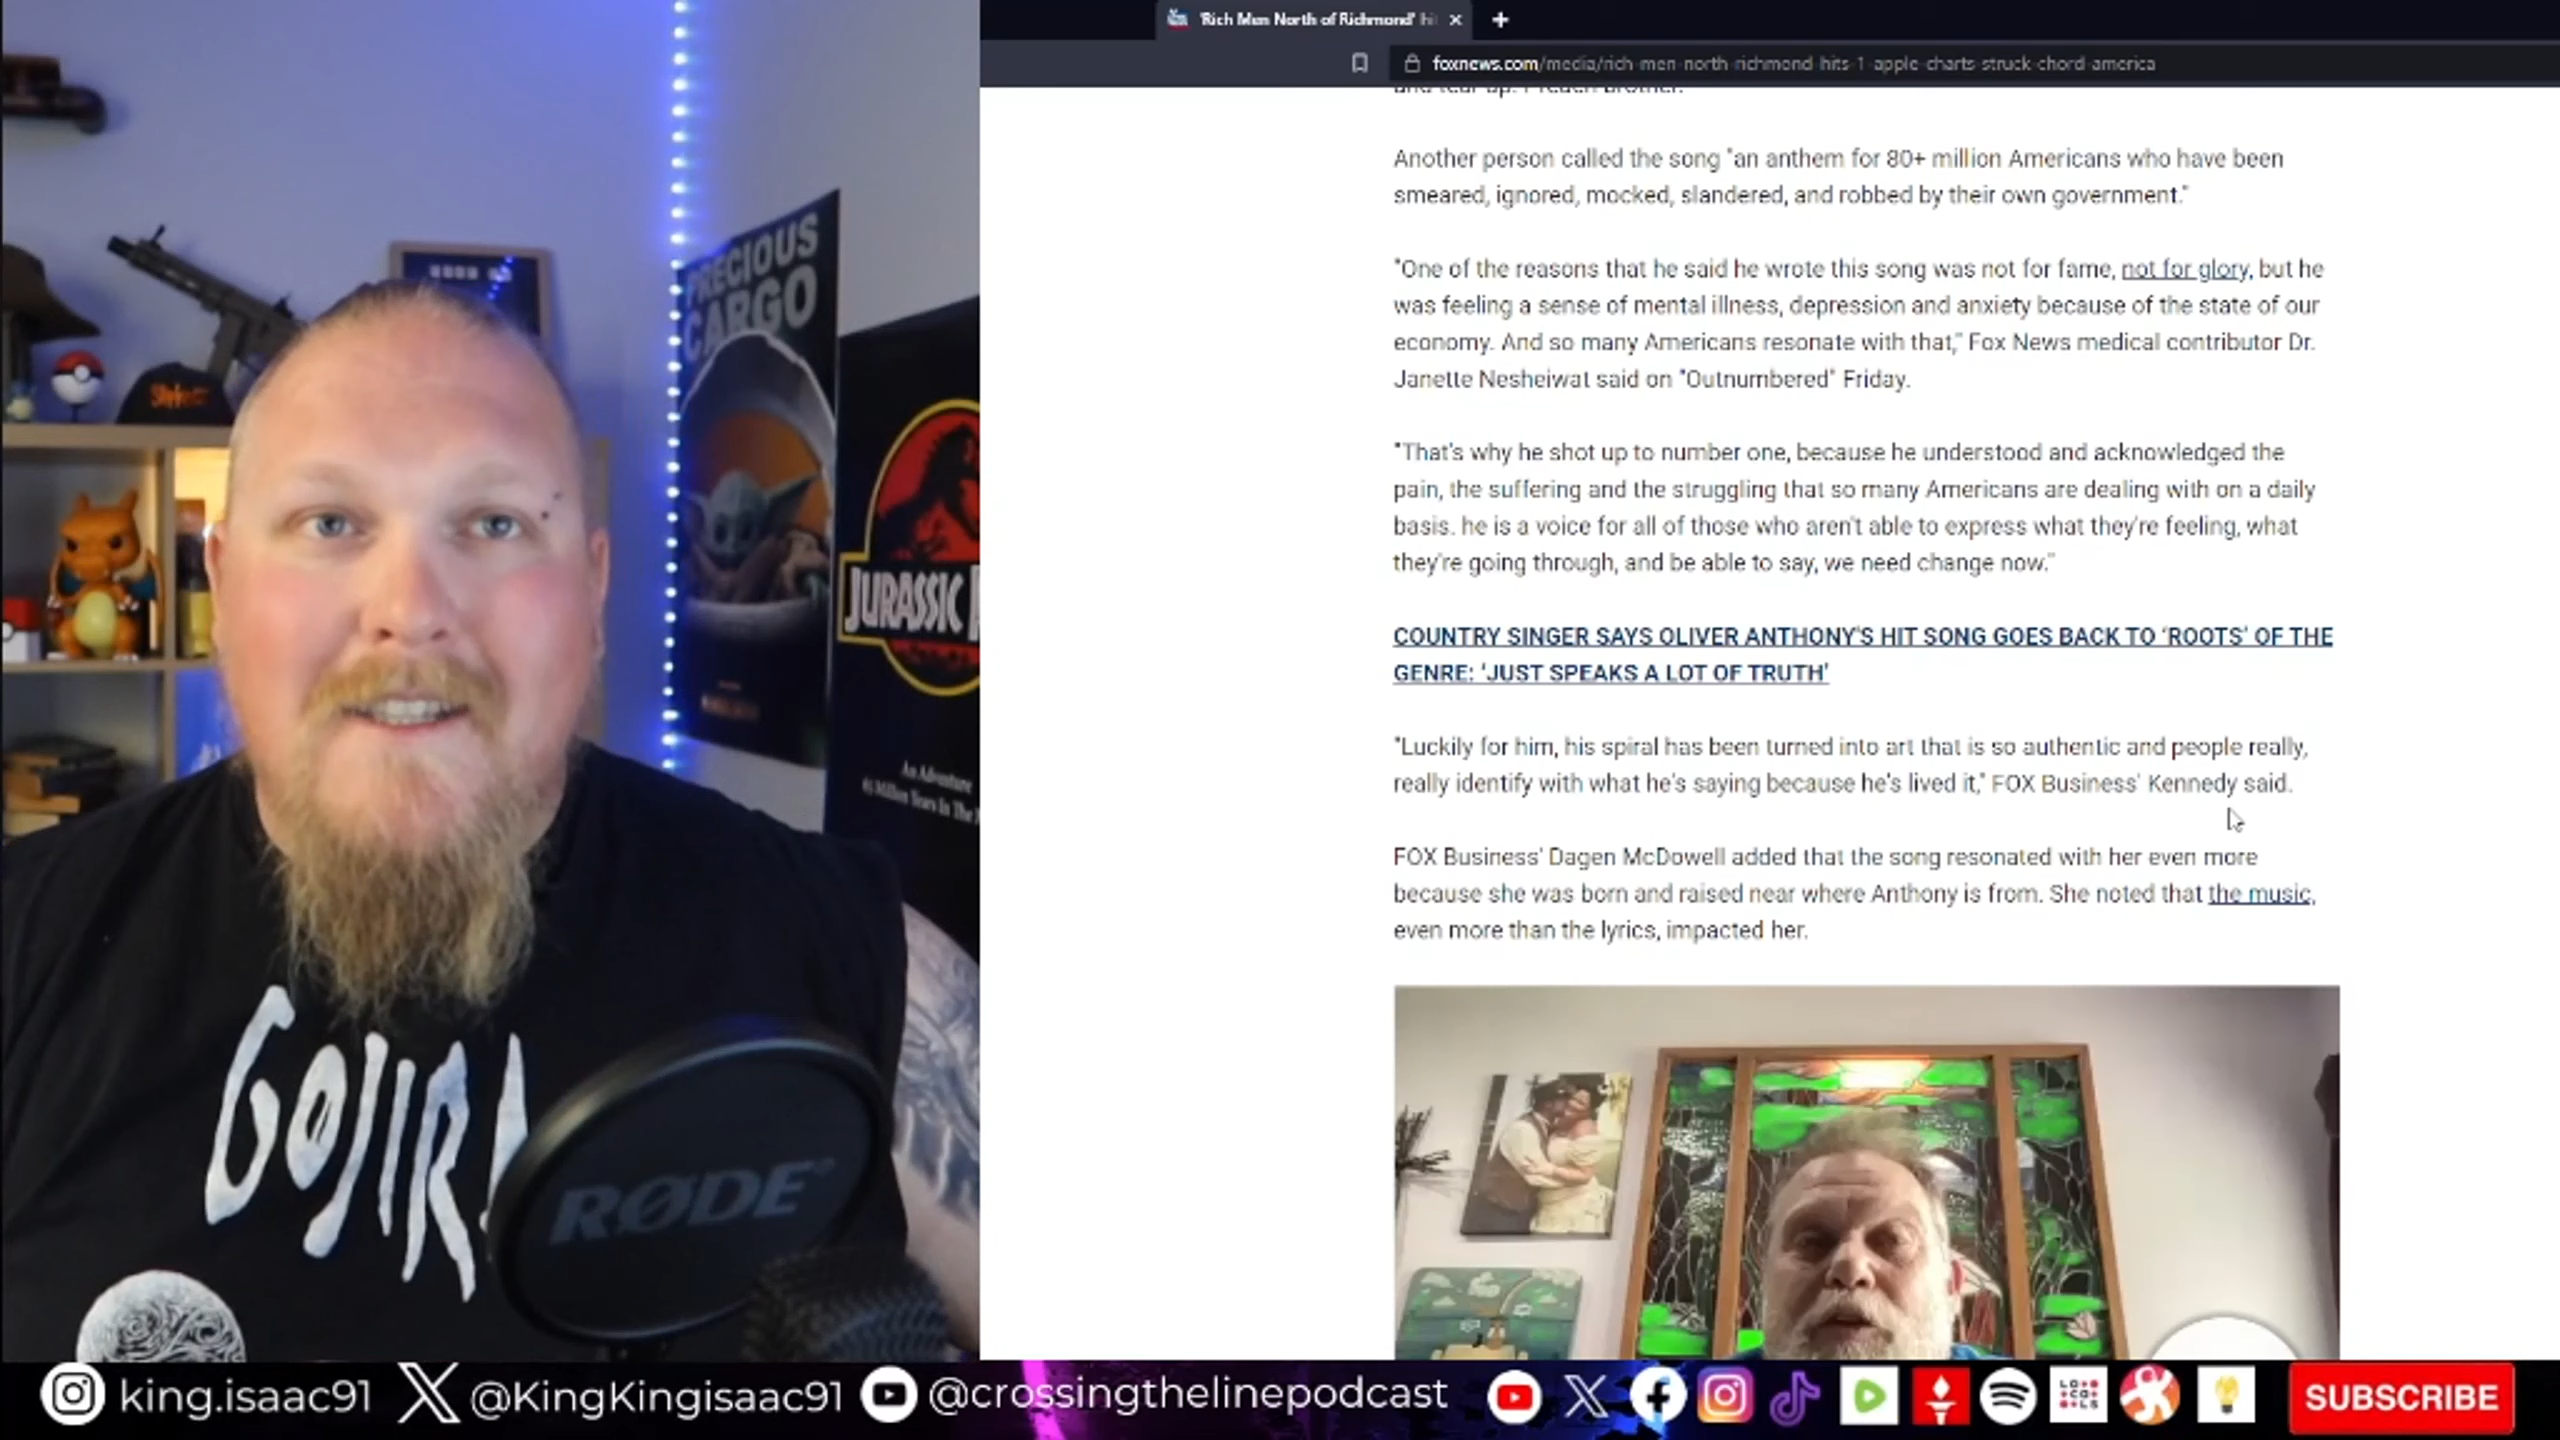 'Rich Men North of Richmond' hi
foxnews.com/media/rich-men-north-richmond-hits-1-apple-charts-struck-chord-america
Another person called the song "an anthem for 80+ million Americans who have been
smeared, ignored, mocked, slandered, and robbed by their own government."
"One of the reasons that he said he wrote this song was not for fame, not for glory, but he
was feeling a sense of mental illness, depression and anxiety because of the state of our
economy. And so many Americans resonate with that," Fox News medical contributor Dr.
Janette Nesheiwat said on "Outnumbered" Friday.
"That's why he shot up to number one, because he understood and acknowledged the
pain, the suffering and the struggling that so many Americans are dealing with on a daily
basis. he is a voice for all of those who aren't able to express what they're feeling, what
they're going through, and be able to say, we need change now."
COUNTRY SINGER SAYS OLIVER ANTHONY'S HIT SONG GOES BACK TO 'ROOTS' OF THE
GENRE: 'JUST SPEAKS A LOT OF TRUTH'
"Luckily for him, his spiral has been turned into art that is so authentic and people really,
really identify with what he's saying because he's lived it," FOX Business' Kennedy said.
FOX Business' Dagen McDowell added that the song resonated with her even more
because she was born and raised near where Anthony is from. She noted that the music,
even more than the lyrics, impacted her.
PRECIOUS
CARGO
JURASSIC
An Adventure
65 Million Years In The
GOJIRA
RØDE
king.isaac91 @KingKingisaac91 @crossingthelinepodcast
LOCALS
SUBSCRIBE